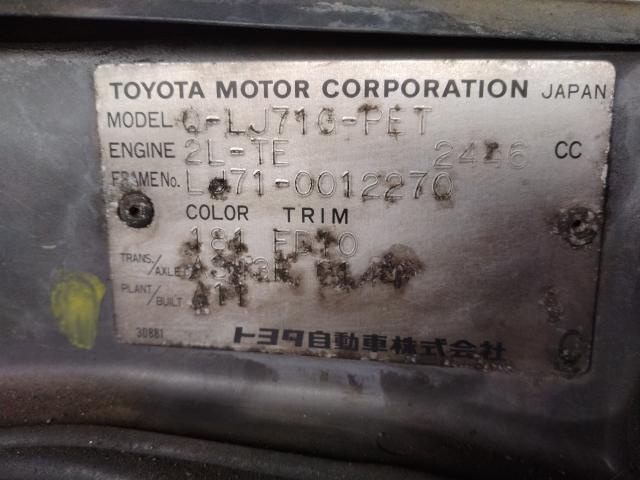 TOYOTA MOTOR CORPORATION JAPAN
MODEL Q-LJ71G-PET
ENGINE 2L-TE 2446 CC
FRAME No. LJ71-0012270
COLOR TRIM
181 FD10
TRANS./AXLE
PLANT/BUILT A11
30881
トヨタ自動車株式会社